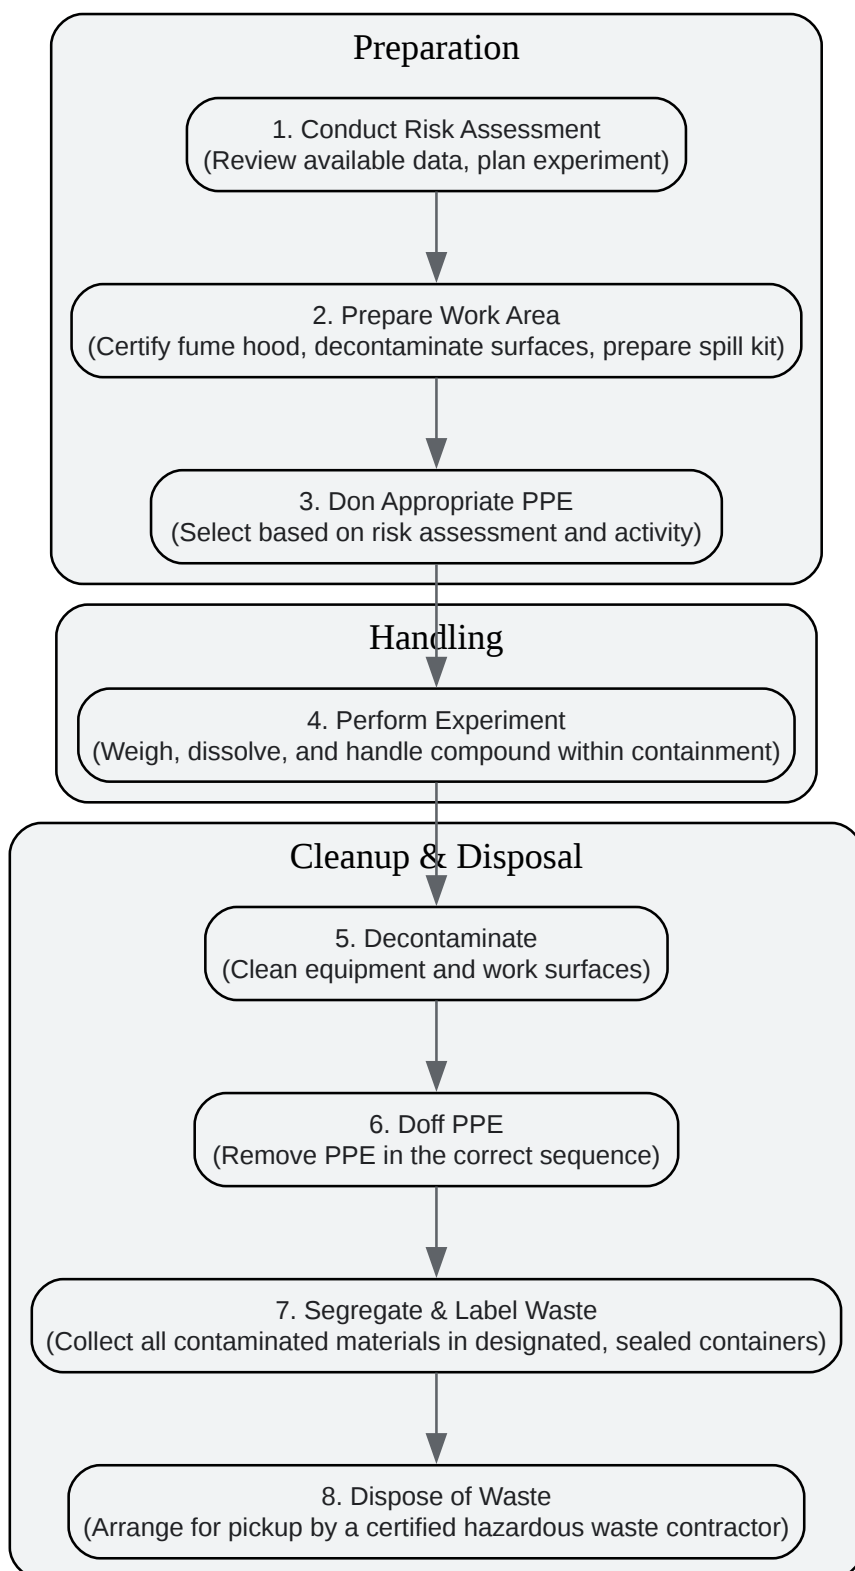 Preparation
1. Conduct Risk Assessment
(Review available data, plan experiment)
2. Prepare Work Area
(Certify fume hood, decontaminate surfaces, prepare spill kit)
3. Don Appropriate PPE
(Select based on risk assessment and activity)
Handling
4. Perform Experiment
(Weigh, dissolve, and handle compound within containment)
Cleanup & Disposal
5. Decontaminate
(Clean equipment and work surfaces)
6. Doff PPE
(Remove PPE in the correct sequence)
7. Segregate & Label Waste
(Collect all contaminated materials in designated, sealed containers)
8. Dispose of Waste
(Arrange for pickup by a certified hazardous waste contractor)